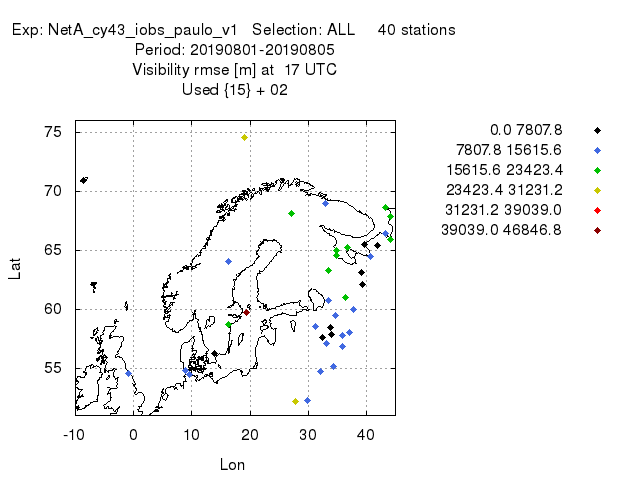 Exp: NetA_cy43_iobs_paulo_v1 Selection: ALL 40 stations
Period: 20190801-20190805
Visibility rmse [m] at 17 UTC
Used {15} + 02
0.0 7807.8
7807.8 15615.6
15615.6 23423.4
23423.4 31231.2
31231.2 39039.0
39039.0 46846.8
75
70
65
60
55
Lat
-10 0 10 20 30 40
Lon